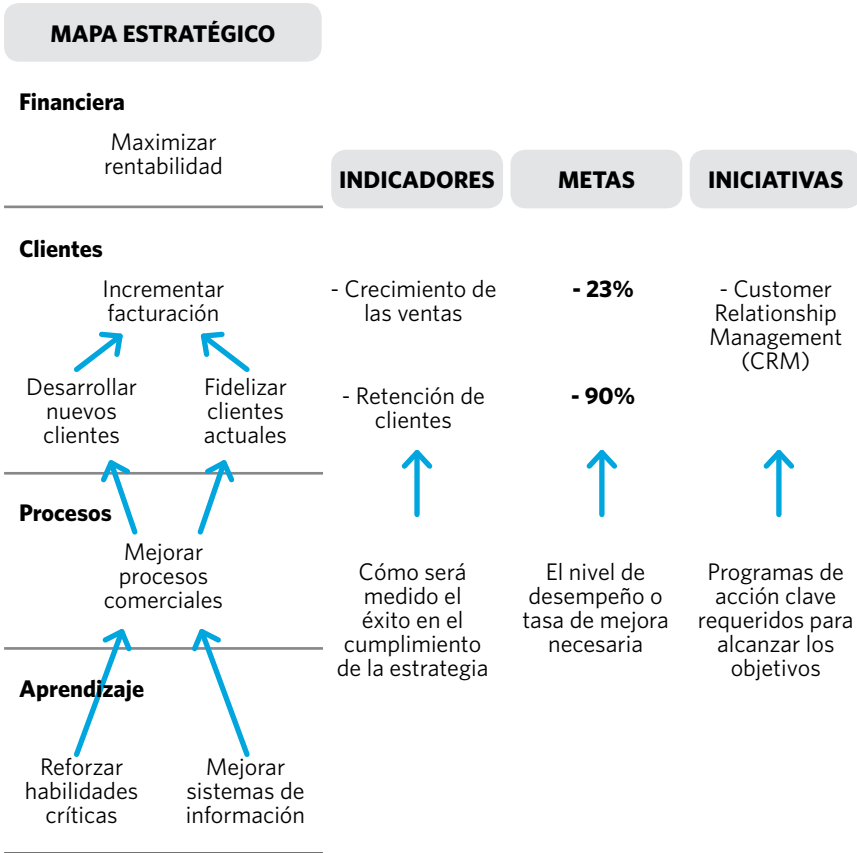 MAPA ESTRATÉGICO
Financiera
Maximizar
rentabilidad
INDICADORES
METAS
INICIATIVAS
Clientes
Incrementar
facturación
- Crecimiento de
las ventas
- 23%
- Customer
Relationship
Management
(CRM)
Desarrollar
nuevos
clientes
Fidelizar
clientes
actuales
- Retención de
clientes
- 90%
Procesos
Mejorar
procesos
comerciales
Cómo será
medido el
éxito en el
cumplimiento
de la estrategia
El nivel de
desempeño o
tasa de mejora
necesaria
Programas de
acción clave
requeridos para
alcanzar los
objetivos
Aprendizaje
Reforzar
habilidades
críticas
Mejorar
sistemas de
información